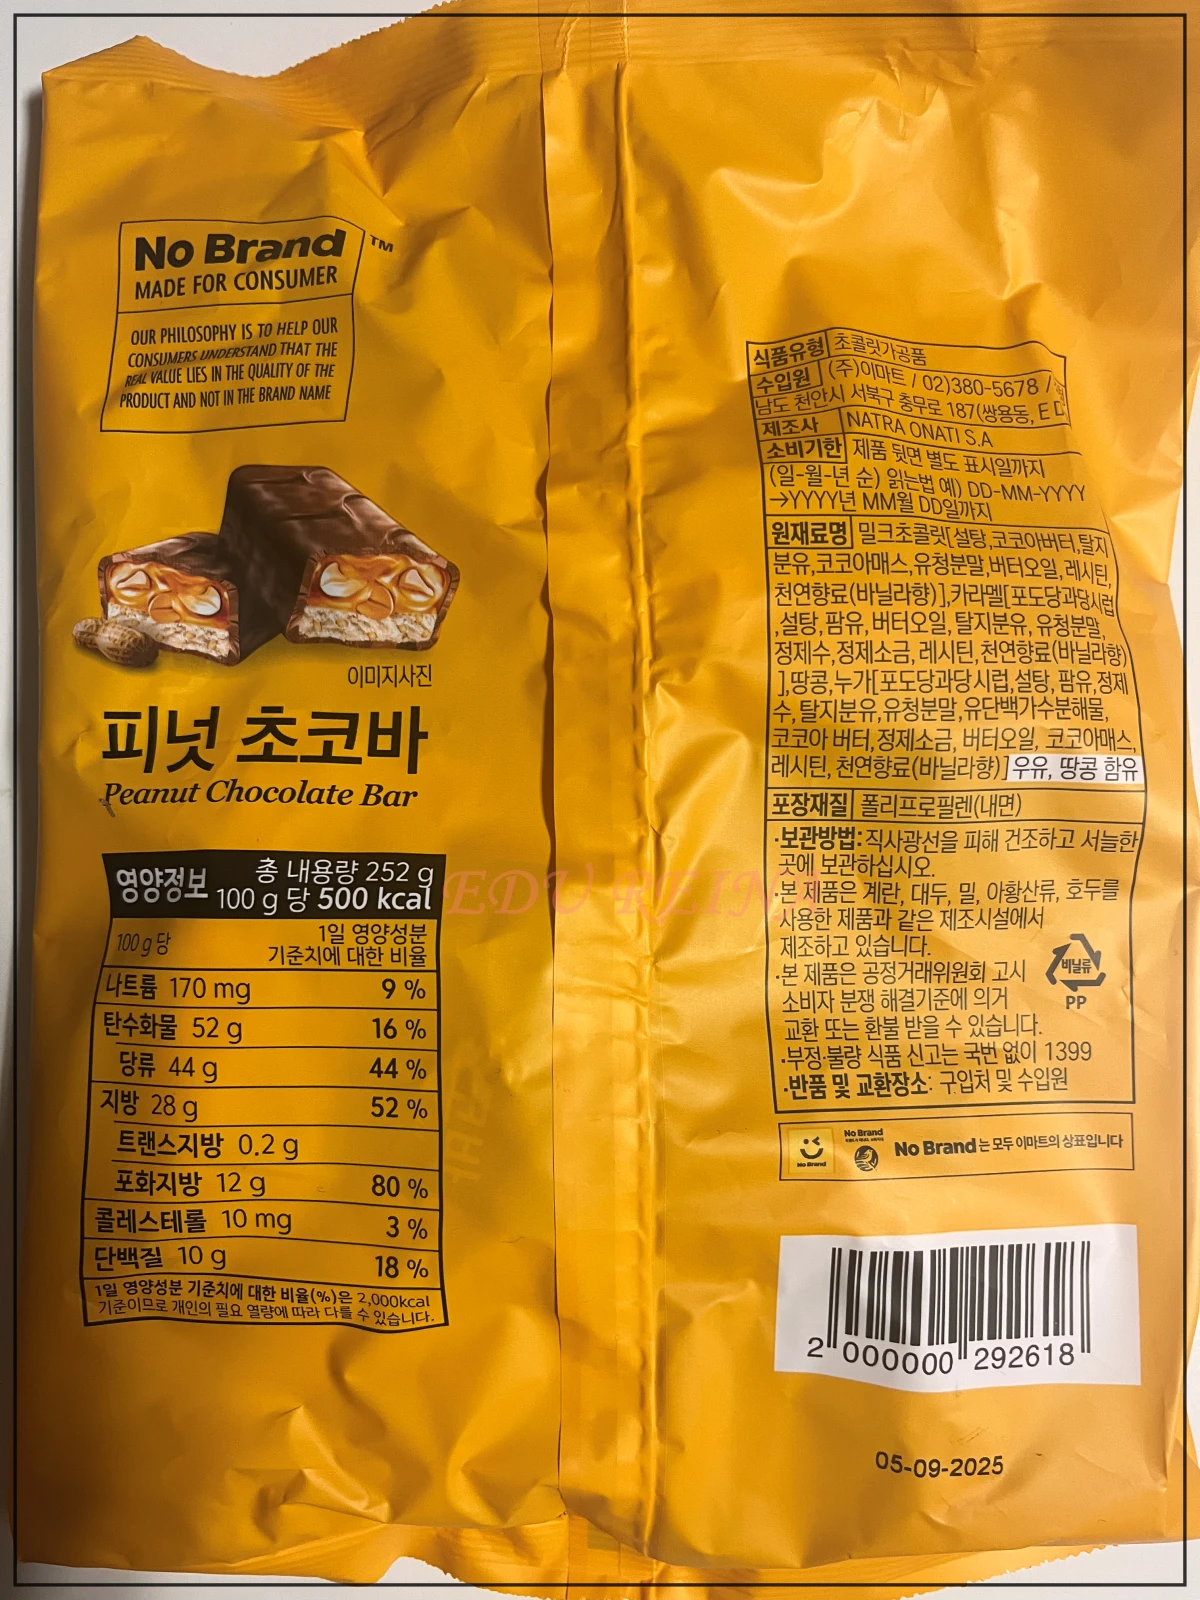 No Brand TM
MADE FOR CONSUMER
OUR PHILOSOPHY IS TO HELP OUR
CONSUMERS UNDERSTAND THAT THE
REAL VALUE LIES IN THE QUALITY OF THE
PRODUCT AND NOT IN THE BRAND NAME
이미지사진
피넛 초코바
Peanut Chocolate Bar
영양정보
총 내용량 252 g
100 g 당 500 kcal
100 g 당
1일 영양성분
기준치에 대한 비율
나트륨 170 mg 9 %
탄수화물 52 g 16 %
당류 44 g 44 %
지방 28 g 52 %
트랜스지방 0.2 g
포화지방 12 g 80 %
콜레스테롤 10 mg 3 %
단백질 10 g 18 %
1일 영양성분 기준치에 대한 비율(%)은 2,000kcal
기준이므로 개인의 필요 열량에 따라 다를 수 있습니다.
EDU REINA
식품유형 초콜릿가공품
수입원 (주)이마트 / 02)380-5678 /
남도 천안시 서북구 충무로 187(쌍용동, E
제조사 NATRA ONATI S.A
소비기한 제품 뒷면 별도 표시일까지
(일-월-년 순) 읽는법 예) DD-MM-YYYY
→YYYY년 MM월 DD일까지
원재료명 밀크초콜릿[설탕,코코아버터,탈지
분유,코코아매스,유청분말,버터오일,레시틴,
천연향료(바닐라향)],카라멜[포도당과당시럽
,설탕,팜유,버터오일,탈지분유,유청분말,
정제수,정제소금,레시틴,천연향료(바닐라향)
],땅콩,누가[포도당과당시럽,설탕,팜유,정제
수,탈지분유,유청분말,유단백가수분해물,
코코아 버터,정제소금, 버터오일, 코코아매스,
레시틴, 천연향료(바닐라향)] 우유, 땅콩 함유
포장재질 폴리프로필렌(내면)
·보관방법:직사광선을 피해 건조하고 서늘한
곳에 보관하십시오.
·본 제품은 계란, 대두, 밀, 아황산류, 호두를
사용한 제품과 같은 제조시설에서
제조하고 있습니다.
·본 제품은 공정거래위원회 고시
소비자 분쟁 해결기준에 의거
교환 또는 환불 받을 수 있습니다.
·부정·불량 식품 신고는 국번 없이 1399
·반품 및 교환장소: 구입처 및 수입원
비닐류
PP
No Brand
No Brand
No Brand는 모두 이마트의 상표입니다
2 000000 292618
05-09-2025